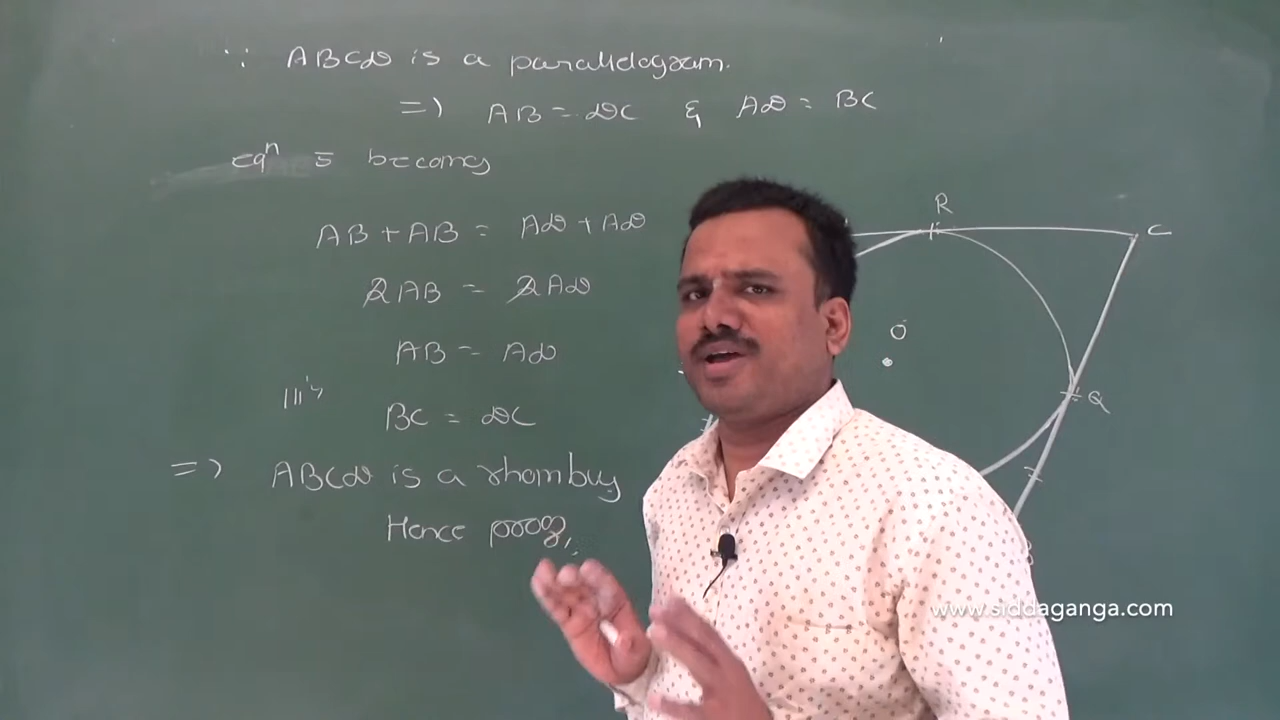 ∵ ABCD is a parallelogram.
=> AB = DC & AD = BC
eqn 5 becomes
AB + AB = AD + AD
2AB = 2AD
AB = AD
|||ly
BC = DC
=> ABCD is a rhombus
Hence proof
R
C
O
Q
www.siddaganga.com